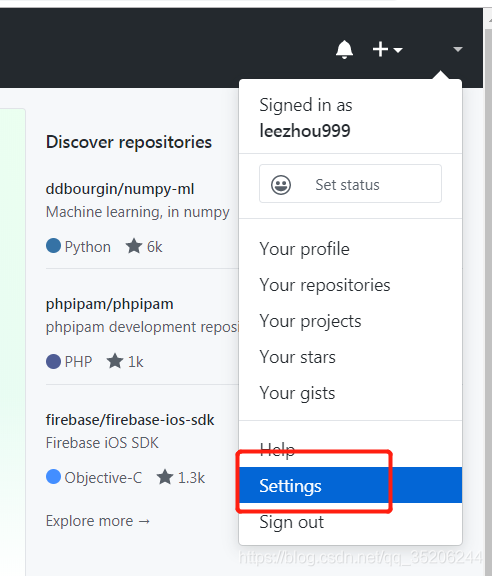 Discover repositories
ddbourgin/numpy-ml
Machine learning, in numpy
Python 6k
phpipam/phpipam
phpipam development reposi
PHP 1k
firebase/firebase-ios-sdk
Firebase iOS SDK
Objective-C 1.3k
Explore more →
Signed in as
leezhou999
Set status
Your profile
Your repositories
Your projects
Your stars
Your gists
Help
Settings
Sign out
https://blog.csdn.net/qq_35206244